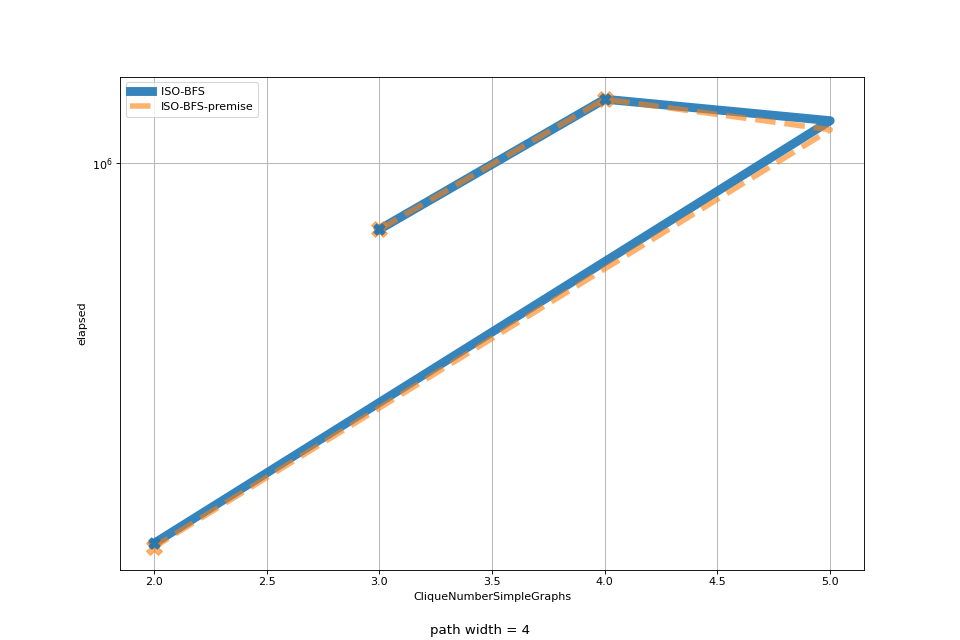 ISO-BFS
ISO-BFS-premise
10^6
elapsed
2.0 2.5 3.0 3.5 4.0 4.5 5.0
CliqueNumberSimpleGraphs
path width = 4